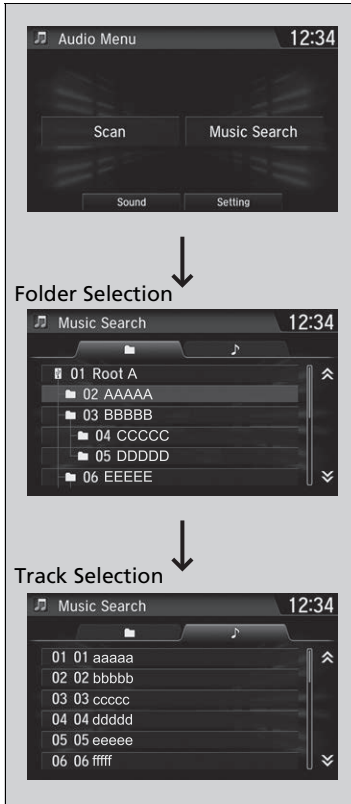 Audio Menu 12:34
Scan Music Search
Sound Setting
Folder Selection
Music Search 12:34
01 Root A
02 AAAAA
03 BBBBB
04 CCCCC
05 DDDDD
06 EEEEE
Track Selection
Music Search 12:34
01 01 aaaaa
02 02 bbbbb
03 03 ccccc
04 04 ddddd
05 05 eeeee
06 06 fffff